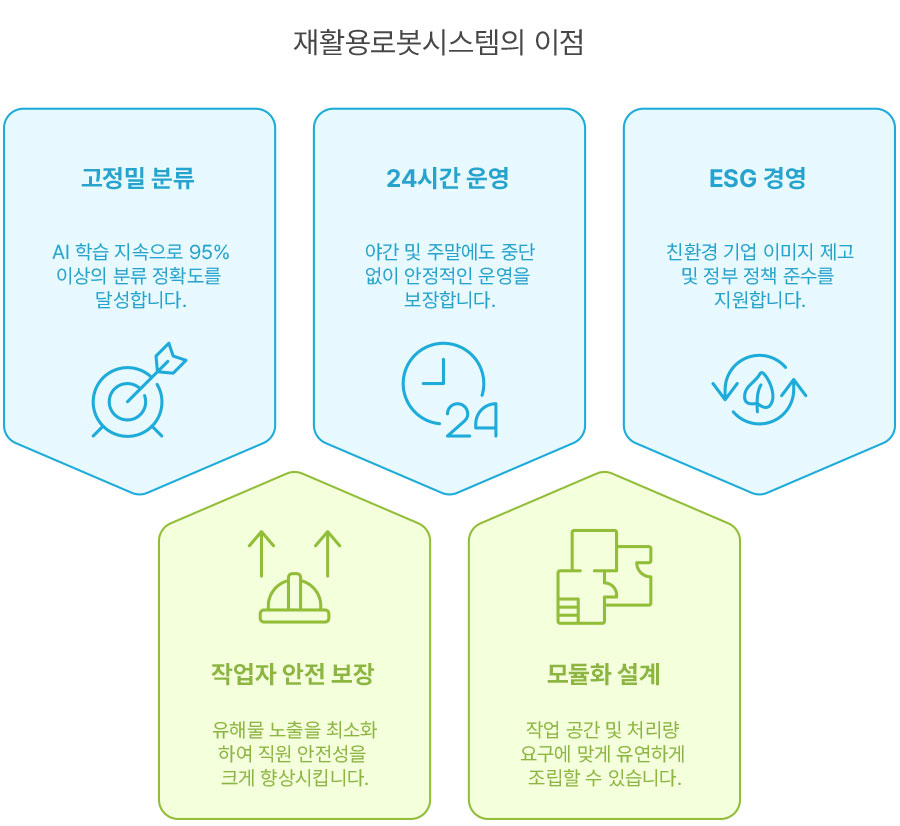 재활용로봇시스템의 이점
고정밀 분류
AI 학습 지속으로 95%
이상의 분류 정확도를
달성합니다.
24시간 운영
야간 및 주말에도 중단
없이 안정적인 운영을
보장합니다.
24
ESG 경영
친환경 기업 이미지 제고
및 정부 정책 준수를
지원합니다.
작업자 안전 보장
유해물 노출을 최소화
하여 직원 안전성을
크게 향상시킵니다.
모듈화 설계
작업 공간 및 처리량
요구에 맞게 유연하게
조립할 수 있습니다.